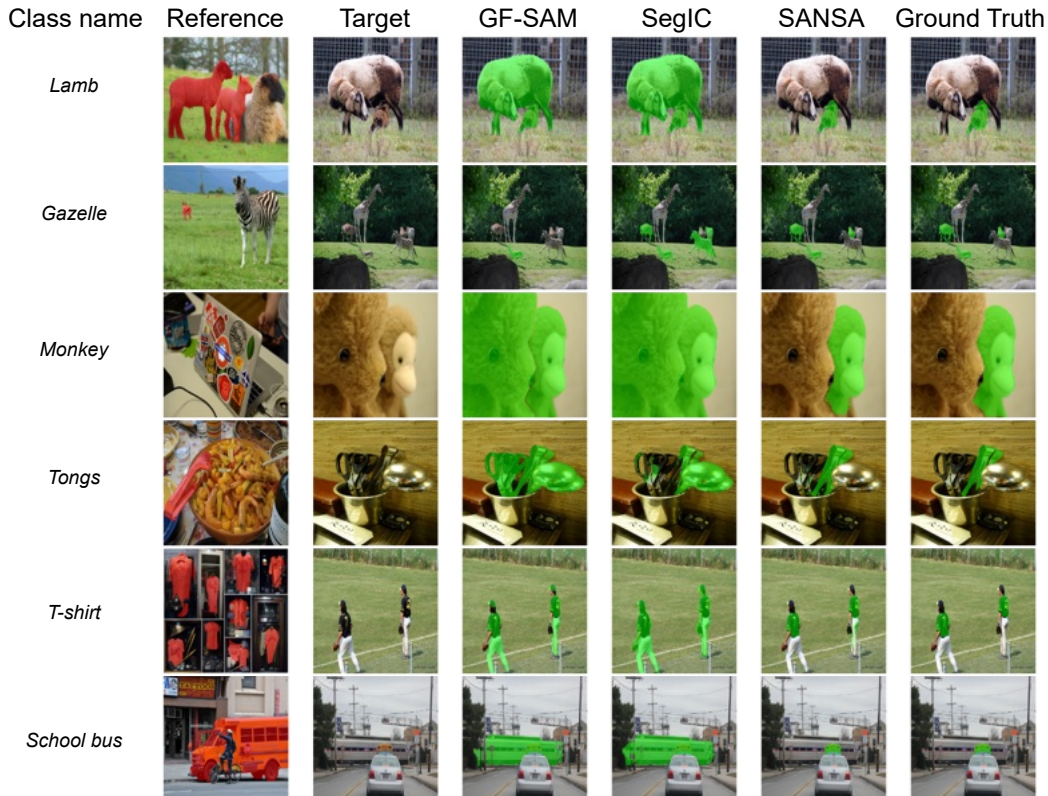 Class name Reference Target GF-SAM SegIC SANSA Ground Truth
Lamb
Gazelle
Monkey
Tongs
T-shirt
School bus